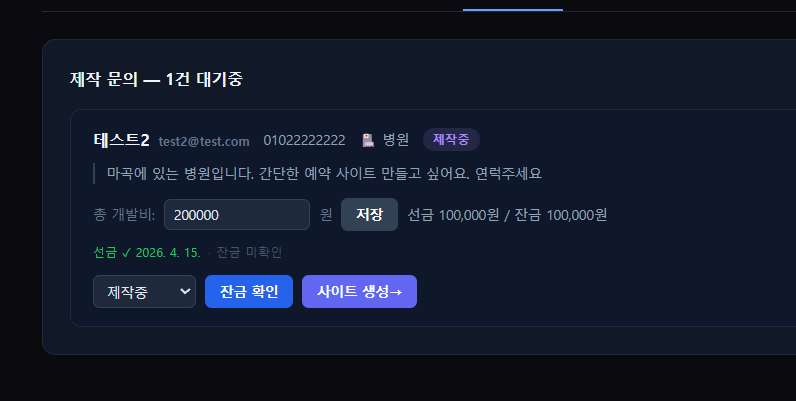 제작 문의 — 1건 대기중
테스트2 test2@test.com 01022222222 병원 제작중
마곡에 있는 병원입니다. 간단한 예약 사이트 만들고 싶어요. 연럭주세요
총 개발비: 200000 원 저장 선금 100,000원 / 잔금 100,000원
선금 ✓ 2026. 4. 15. · 잔금 미확인
제작중 잔금 확인 사이트 생성→